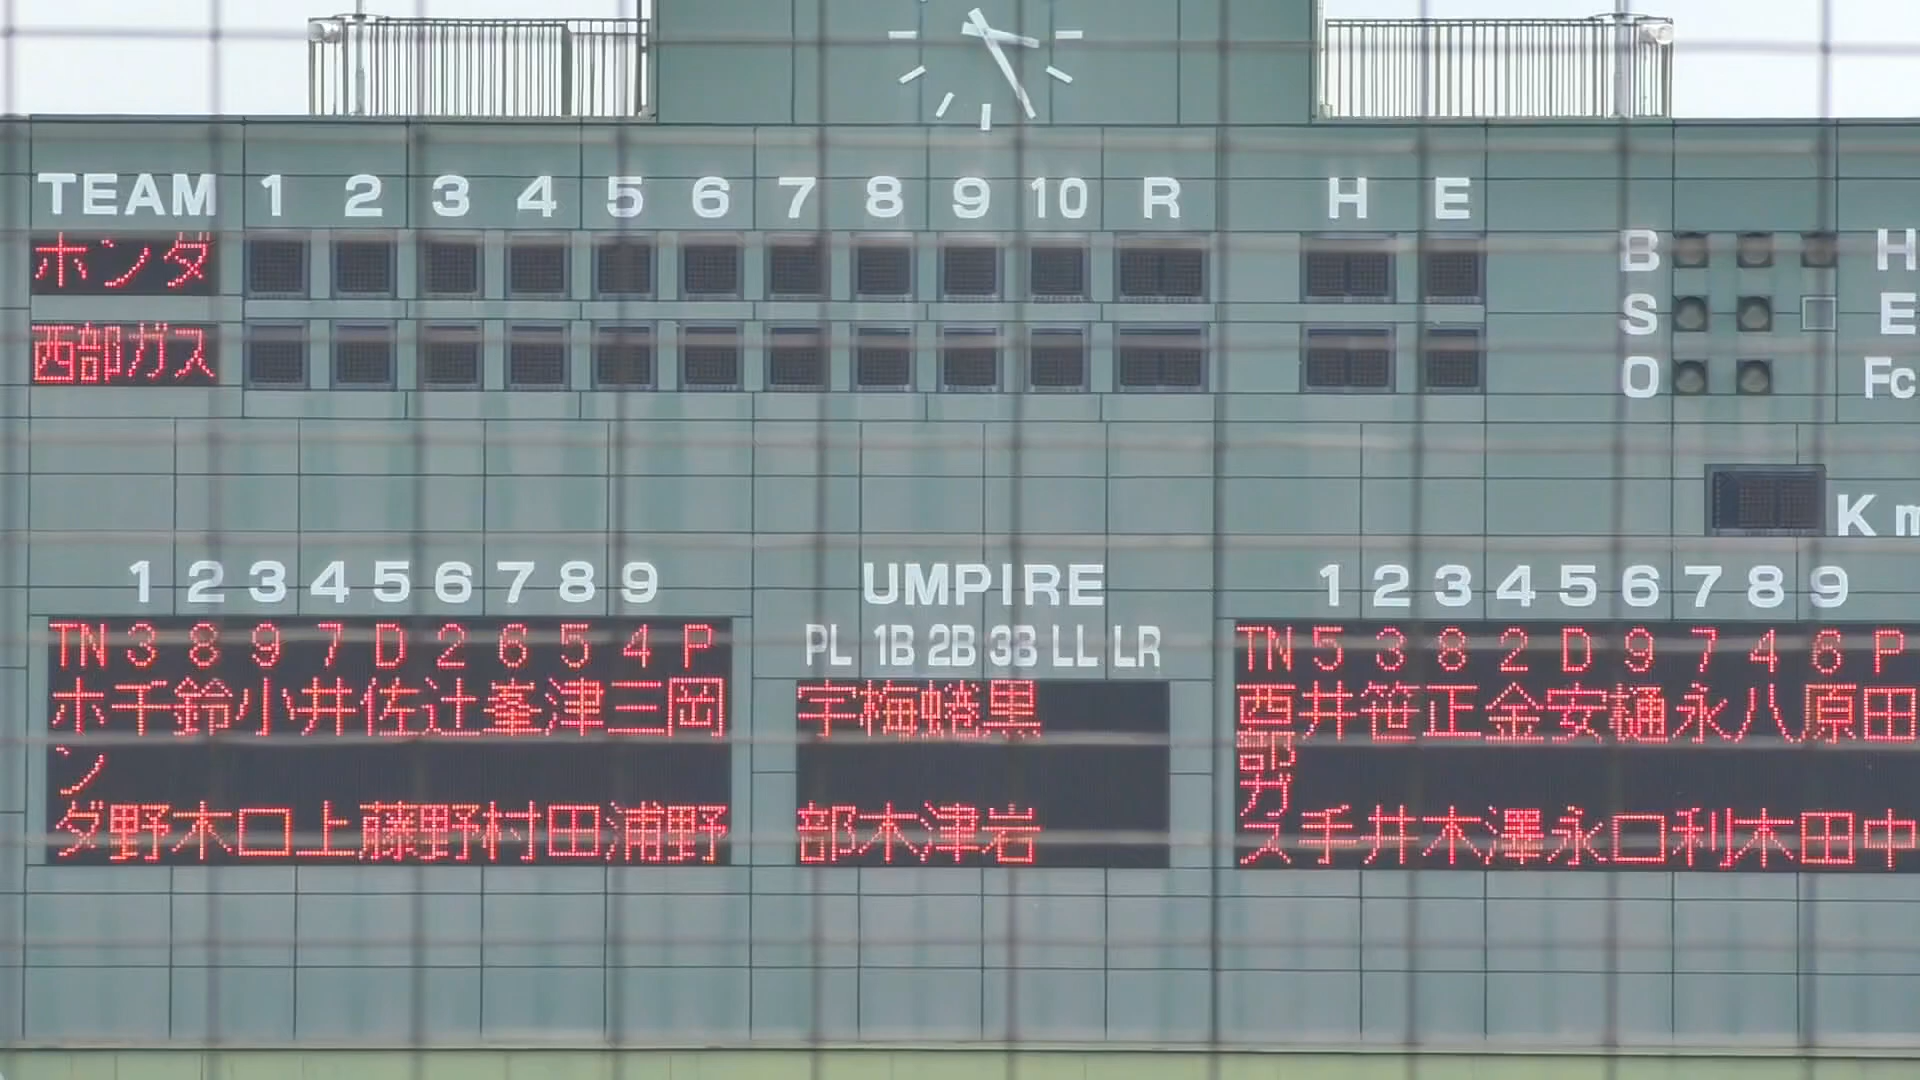 TEAM 1 2 3 4 5 6 7 8 9 10 R H E
ホンダ
西部ガス
B H
S E
O Fc
Km
1 2 3 4 5 6 7 8 9
UMPIRE
1 2 3 4 5 6 7 8 9
TN 3 8 9 7 D 2 6 5 4 P
ホンダ 千野 鈴木 小口 井上 佐藤 辻野 峯村 津田 三浦 岡野
PL 1B 2B 3B LL LR
宇部 梅木 蜷津 黒岩
TN 5 3 8 2 D 9 7 4 6 P
西部ガス 井手 笹井 正木 金澤 安永 樋口 永利 八木 原田 田中